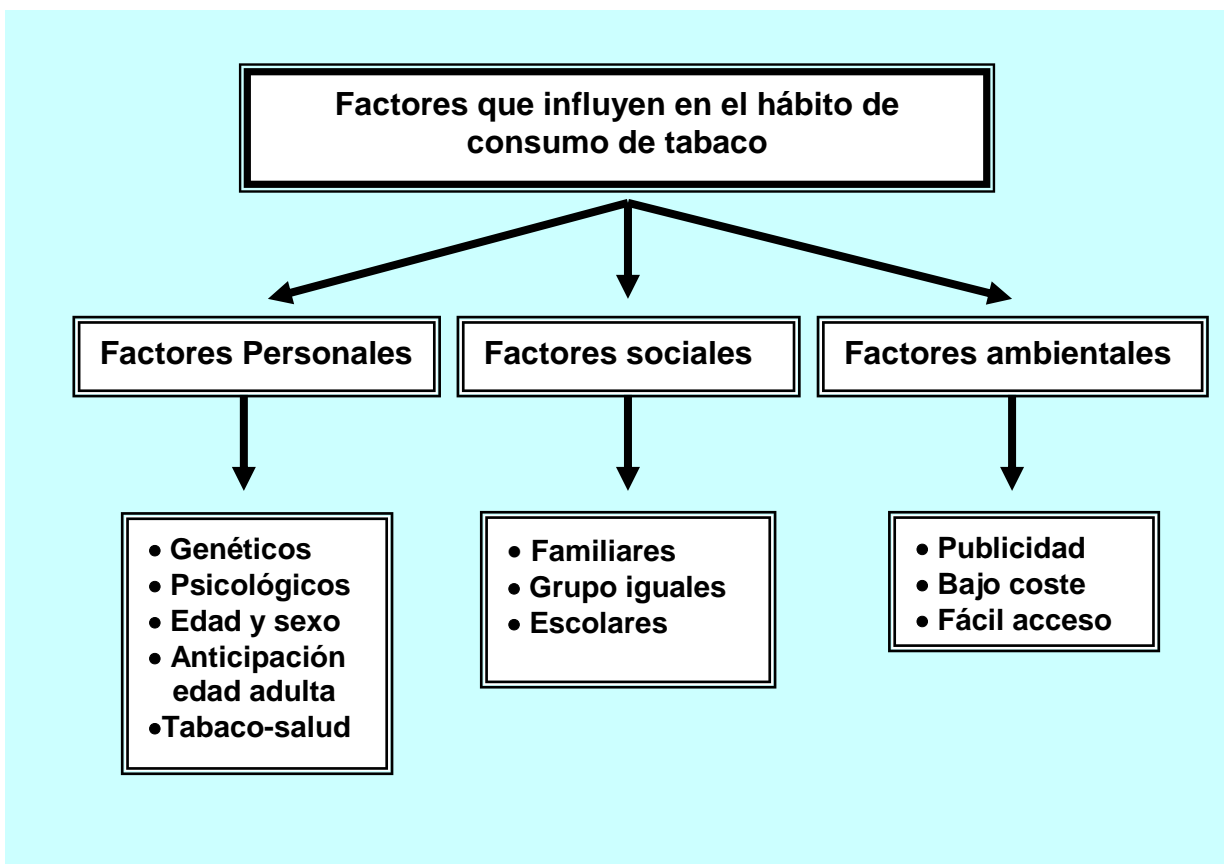 Factores que influyen en el hábito de
consumo de tabaco
Factores Personales
Factores sociales
Factores ambientales
• Genéticos
• Psicológicos
• Edad y sexo
• Anticipación
edad adulta
•Tabaco-salud
• Familiares
• Grupo iguales
• Escolares
• Publicidad
• Bajo coste
• Fácil acceso